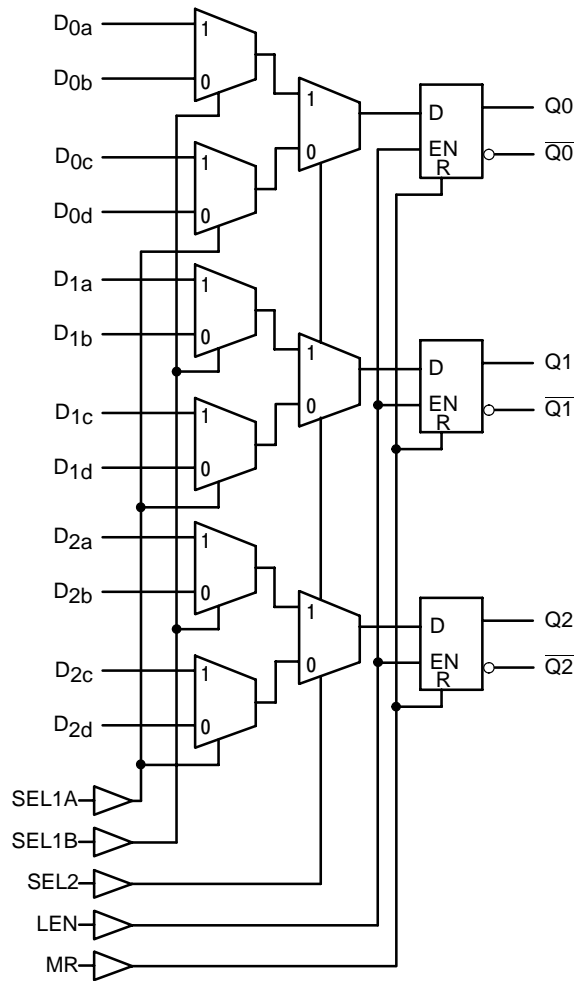 D0a
1
D0b
0
1
D
Q0
0
EN
Q0
R
D0c
1
D0d
0
D1a
1
D1b
0
1
D
Q1
0
EN
Q1
R
D1c
1
D1d
0
D2a
1
D2b
0
1
D
Q2
0
EN
Q2
R
D2c
1
D2d
0
SEL1A
SEL1B
SEL2
LEN
MR